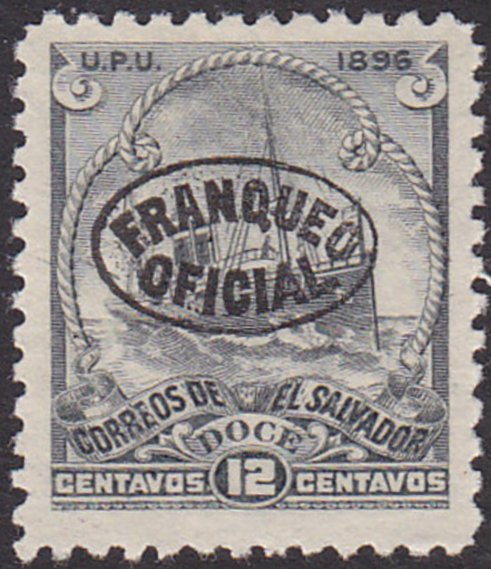 U.P.U. 1896
FRANQUEO
OFICIAL
CORREOS DE EL SALVADOR
DOCE
CENTAVOS 12 CENTAVOS